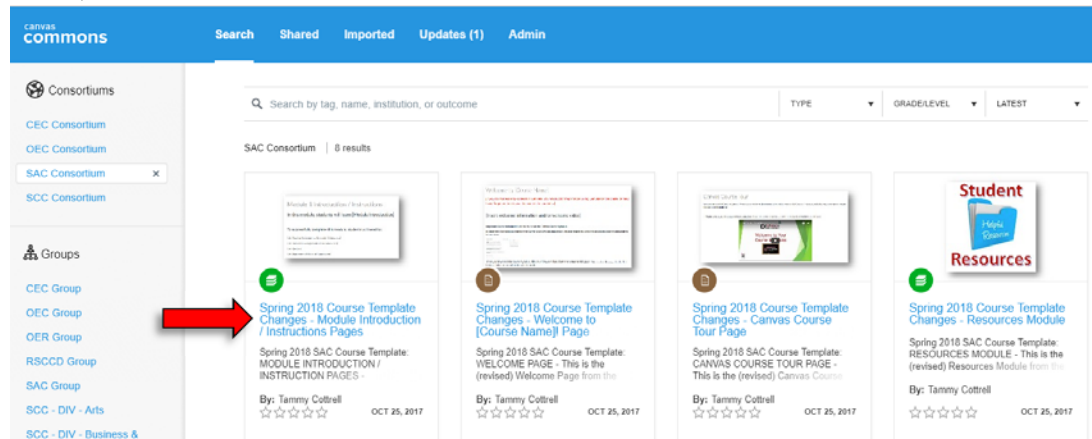 canvas
commons
Search Shared Imported Updates (1) Admin
Consortiums
CEC Consortium
OEC Consortium
SAC Consortium x
SCC Consortium
Groups
CEC Group
OEC Group
OER Group
RSCCD Group
SAC Group
SCC - DIV - Arts
SCC - DIV - Business &
Search by tag, name, institution, or outcome
TYPE GRADE/LEVEL LATEST
SAC Consortium | 8 results
Spring 2018 Course Template
Changes - Module Introduction
/ Instructions Pages
Spring 2018 SAC Course Template:
MODULE INTRODUCTION /
INSTRUCTION PAGES -
By: Tammy Cottrell
OCT 25, 2017
Spring 2018 Course Template
Changes - Welcome to
[Course Name]! Page
Spring 2018 SAC Course Template:
WELCOME PAGE - This is the
(revised) Welcome Page from the
By: Tammy Cottrell
OCT 25, 2017
Canvas Course Tour
Spring 2018 Course Template
Changes - Canvas Course
Tour Page
Spring 2018 SAC Course Template:
CANVAS COURSE TOUR PAGE -
This is the (revised) Canvas Course
By: Tammy Cottrell
OCT 25, 2017
Student
Helpful
Resources
Resources
Spring 2018 Course Template
Changes - Resources Module
Spring 2018 SAC Course Template:
RESOURCES MODULE - This is the
(revised) Resources Module from the
By: Tammy Cottrell
OCT 25, 2017